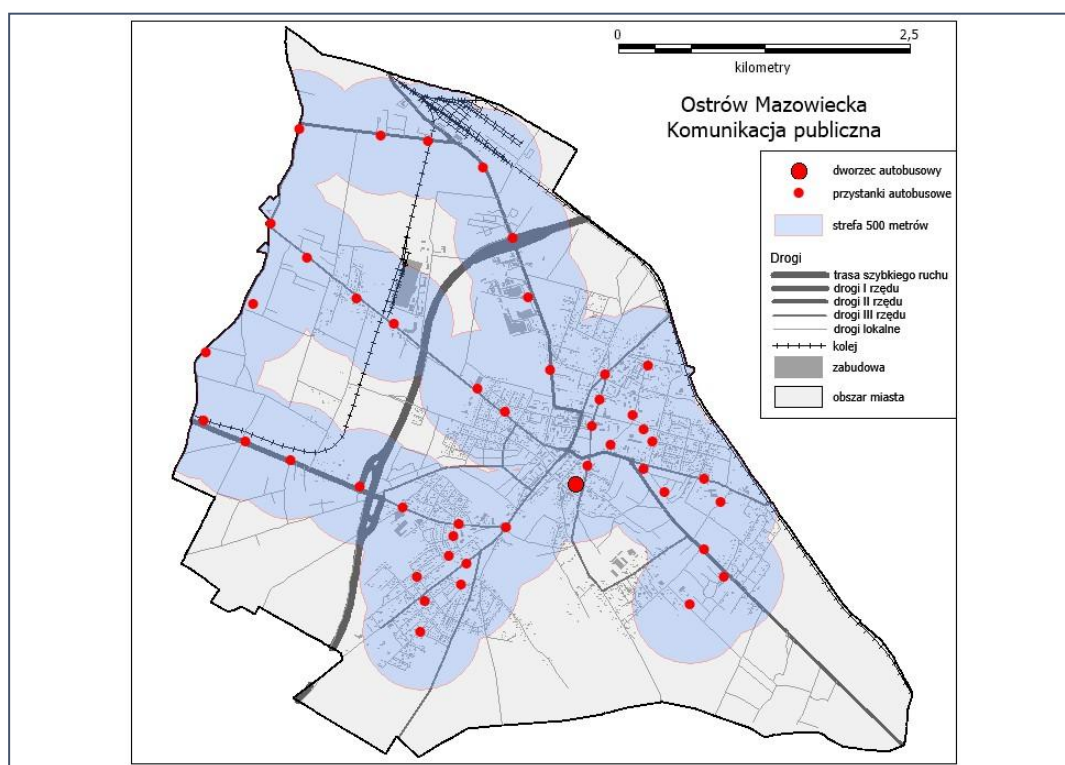 0 2,5
kilometry
Ostrów Mazowiecka
Komunikacja publiczna
dworzec autobusowy
przystanki autobusowe
strefa 500 metrów
Drogi
trasa szybkiego ruchu
drogi I rzędu
drogi II rzędu
drogi III rzędu
drogi lokalne
kolej
zabudowa
obszar miasta